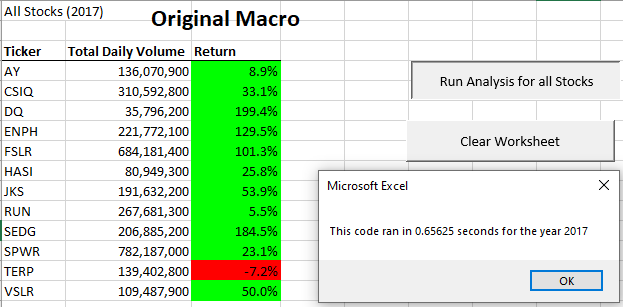 All Stocks (2017)
Original Macro
Ticker Total Daily Volume Return
AY 136,070,900 8.9%
CSIQ 310,592,800 33.1%
DQ 35,796,200 199.4%
ENPH 221,772,100 129.5%
FSLR 684,181,400 101.3%
HASI 80,949,300 25.8%
JKS 191,632,200 53.9%
RUN 267,681,300 5.5%
SEDG 206,885,200 184.5%
SPWR 782,187,000 23.1%
TERP 139,402,800 -7.2%
VSLR 109,487,900 50.0%
Run Analysis for all Stocks
Clear Worksheet
Microsoft Excel
This code ran in 0.65625 seconds for the year 2017
OK